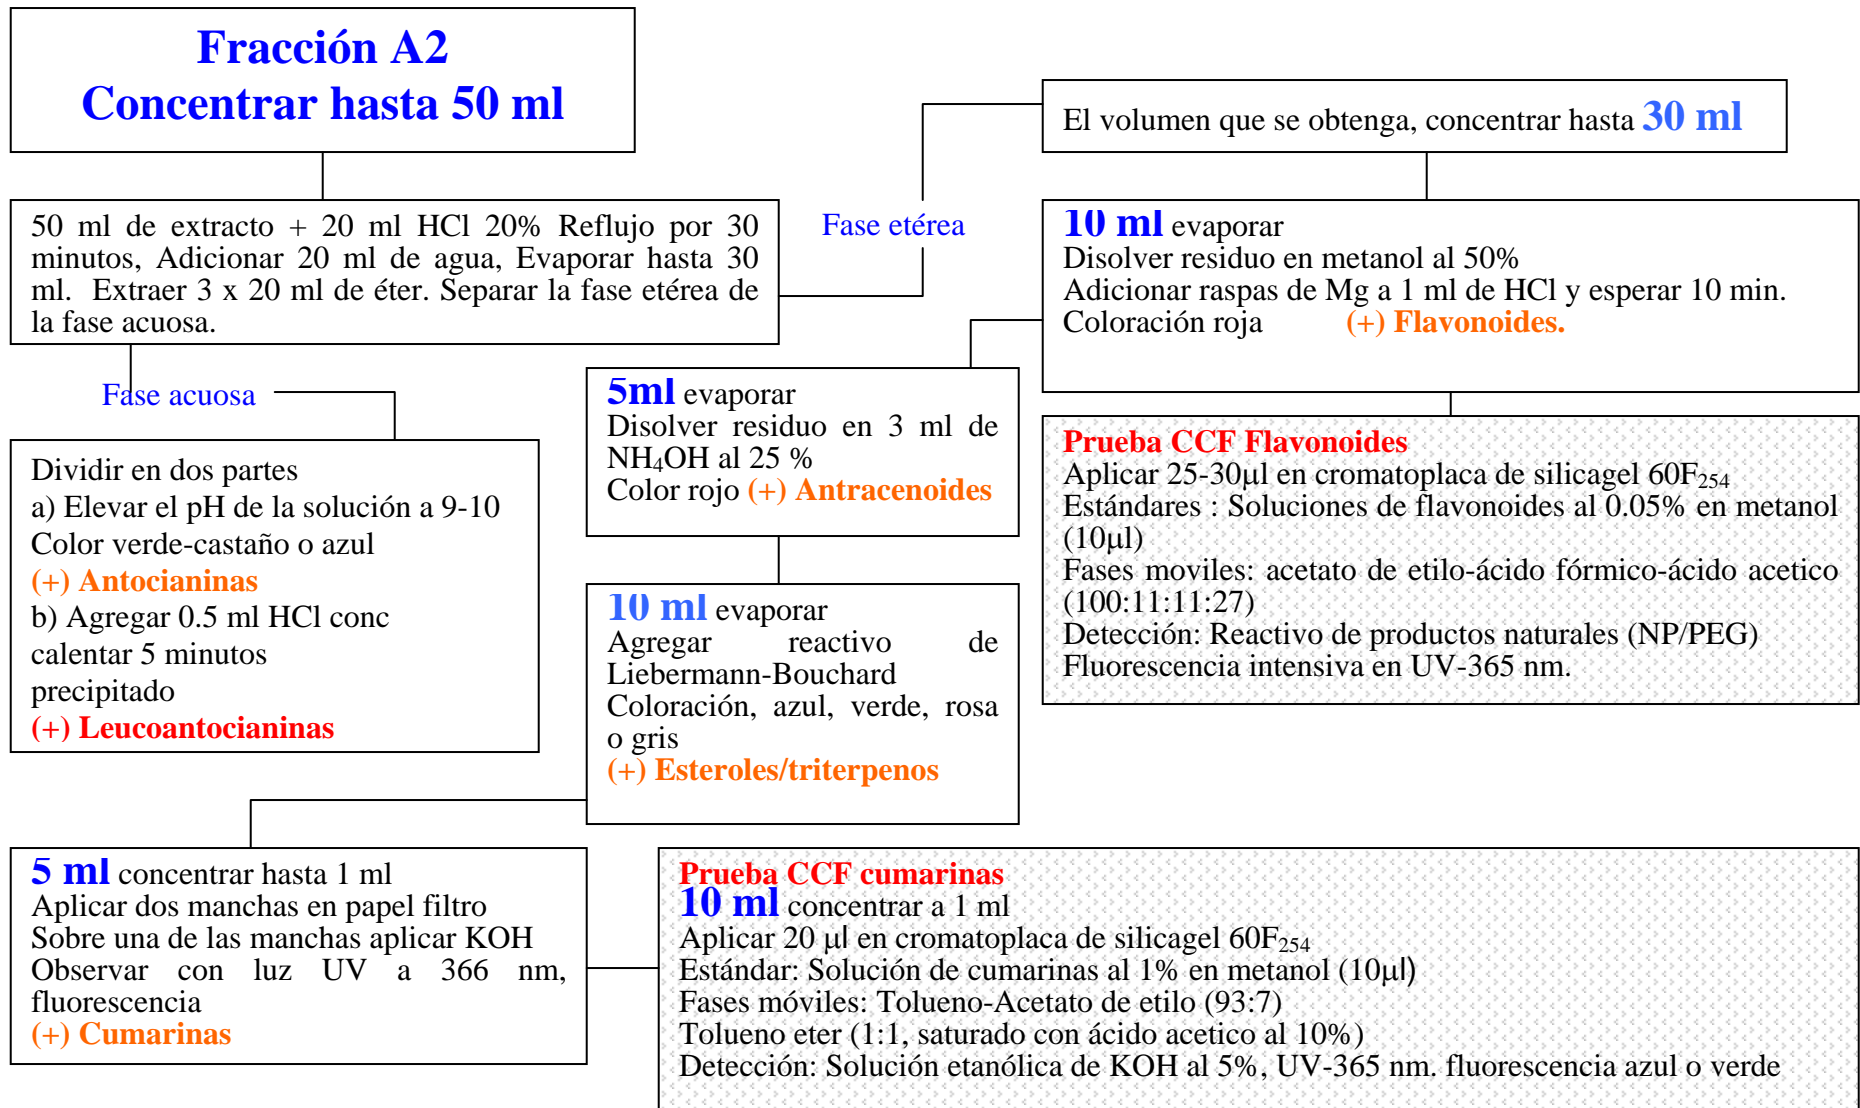 Fracción A2
Concentrar hasta 50 ml
El volumen que se obtenga, concentrar hasta 30 ml
50 ml de extracto + 20 ml HCl 20% Reflujo por 30
minutos, Adicionar 20 ml de agua, Evaporar hasta 30
ml. Extraer 3 x 20 ml de éter. Separar la fase etérea de
la fase acuosa.
Fase etérea
10 ml evaporar
Disolver residuo en metanol al 50%
Adicionar raspas de Mg a 1 ml de HCl y esperar 10 min.
Coloración roja (+) Flavonoides.
Fase acuosa
Dividir en dos partes
a) Elevar el pH de la solución a 9-10
Color verde-castaño o azul
(+) Antocianinas
b) Agregar 0.5 ml HCl conc
calentar 5 minutos
precipitado
(+) Leucoantocianinas
5ml evaporar
Disolver residuo en 3 ml de
NH4OH al 25 %
Color rojo (+) Antracenoides
Prueba CCF Flavonoides
Aplicar 25-30µl en cromatoplaca de silicagel 60F254
Estándares : Soluciones de flavonoides al 0.05% en metanol
(10µl)
Fases moviles: acetato de etilo-ácido fórmico-ácido acetico
(100:11:11:27)
Detección: Reactivo de productos naturales (NP/PEG)
Fluorescencia intensiva en UV-365 nm.
10 ml evaporar
Agregar reactivo de
Liebermann-Bouchard
Coloración, azul, verde, rosa
o gris
(+) Esteroles/triterpenos
5 ml concentrar hasta 1 ml
Aplicar dos manchas en papel filtro
Sobre una de las manchas aplicar KOH
Observar con luz UV a 366 nm,
fluorescencia
(+) Cumarinas
Prueba CCF cumarinas
10 ml concentrar a 1 ml
Aplicar 20 µl en cromatoplaca de silicagel 60F254
Estándar: Solución de cumarinas al 1% en metanol (10µl)
Fases móviles: Tolueno-Acetato de etilo (93:7)
Tolueno eter (1:1, saturado con ácido acetico al 10%)
Detección: Solución etanólica de KOH al 5%, UV-365 nm. fluorescencia azul o verde